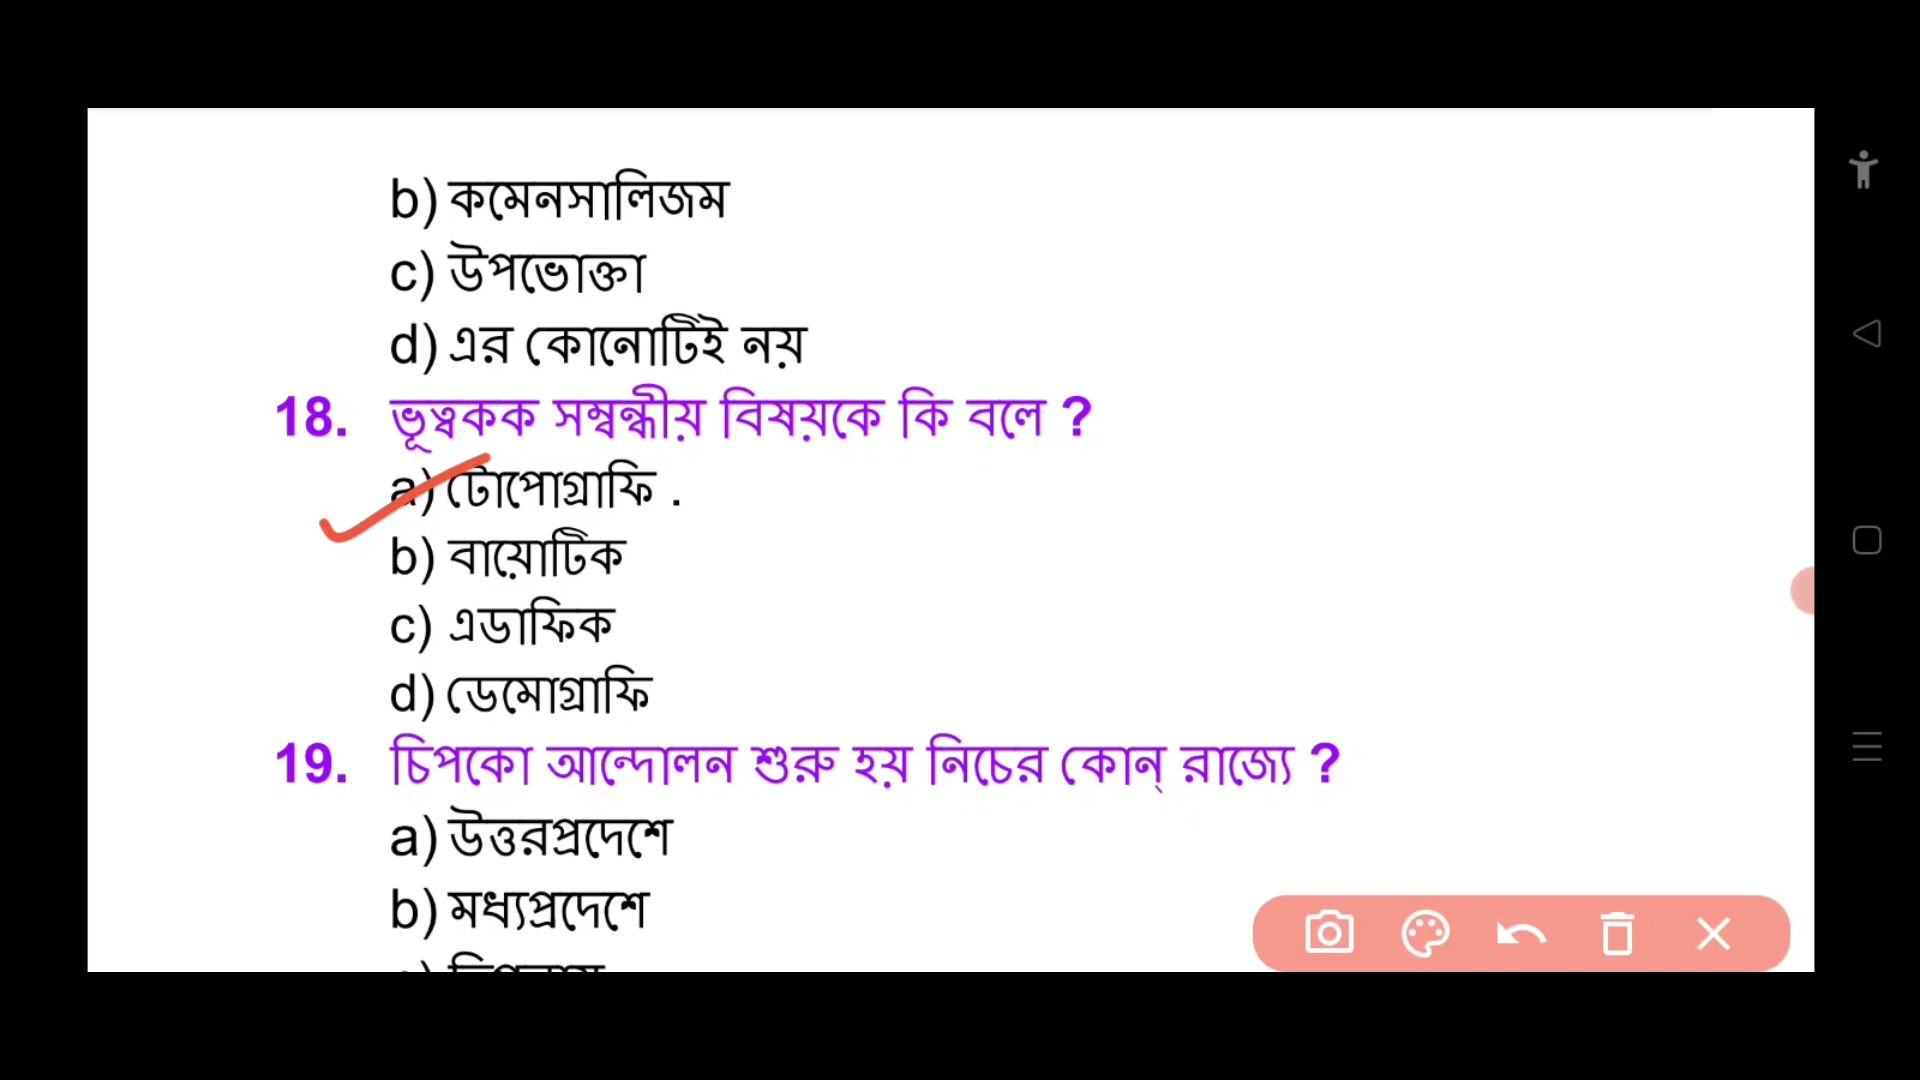 b) কমেনসালিজম
c) উপভোক্তা
d) এর কোনোটিই নয়
18. ভূত্বকক সম্বন্ধীয় বিষয়কে কি বলে ?
a) টোপোগ্রাফি .
b) বায়োটিক
c) এডাফিক
d) ডেমোগ্রাফি
19. চিপকো আন্দোলন শুরু হয় নিচের কোন্ রাজ্যে ?
a) উত্তরপ্রদেশে
b) মধ্যপ্রদেশে